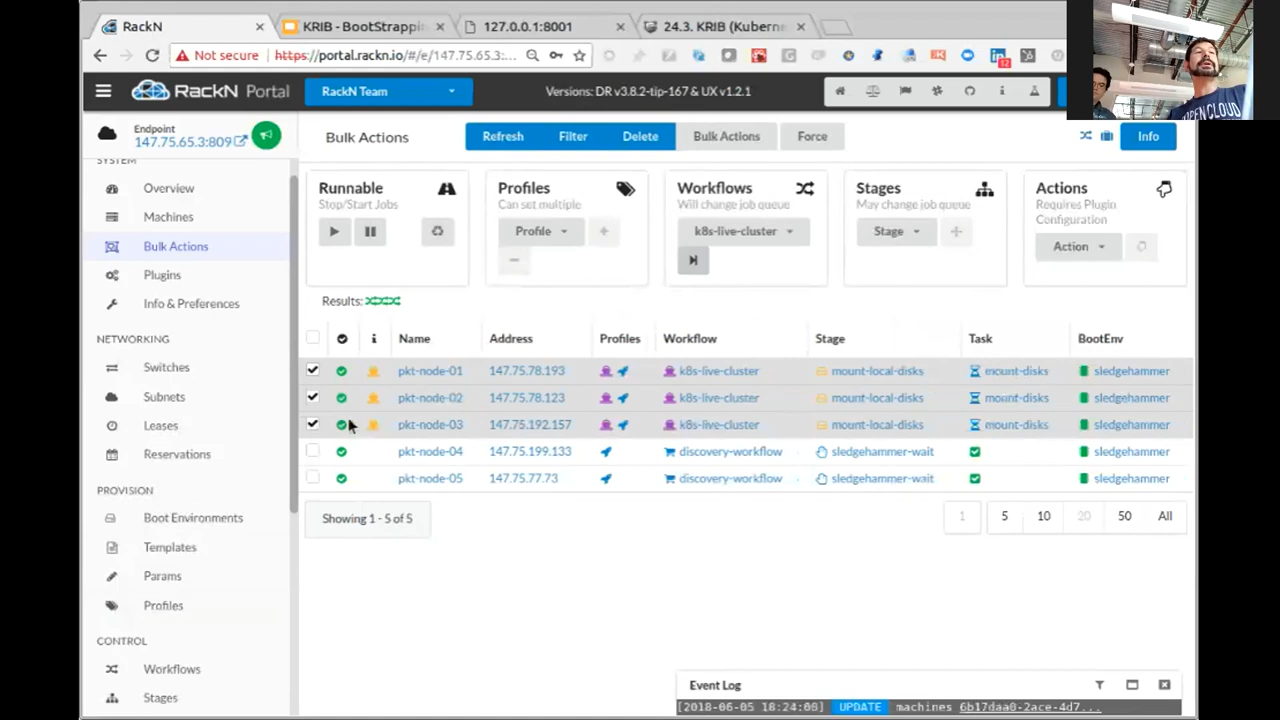 RackN
KRIB - BootStrappin
127.0.0.1:8001
24.3. KRIB (Kuberne
Not secure
https://portal.rackn.io/#/e/147.75.65.3:...
12
RackN Portal
RackN Team
Versions: DR v3.8.2-tip-167 & UX v1.2.1
Endpoint
147.75.65.3:809
Bulk Actions
Refresh
Filter
Delete
Bulk Actions
Force
Info
SYSTEM
Overview
Machines
Bulk Actions
Plugins
Info & Preferences
NETWORKING
Switches
Subnets
Leases
Reservations
PROVISION
Boot Environments
Templates
Params
Profiles
CONTROL
Workflows
Stages
Runnable
Stop/Start Jobs
Profiles
Can set multiple
Profile
Workflows
Will change job queue
k8s-live-cluster
Stages
May change job queue
Stage
Actions
Requires Plugin
Configuration
Action
Results:
Name Address Profiles Workflow Stage Task BootEnv
pkt-node-01 147.75.78.193 k8s-live-cluster mount-local-disks mount-disks sledgehammer
pkt-node-02 147.75.78.123 k8s-live-cluster mount-local-disks mount-disks sledgehammer
pkt-node-03 147.75.192.157 k8s-live-cluster mount-local-disks mount-disks sledgehammer
pkt-node-04 147.75.199.133 discovery-workflow sledgehammer-wait sledgehammer
pkt-node-05 147.75.77.73 discovery-workflow sledgehammer-wait sledgehammer
Showing 1 - 5 of 5
1 5 10 20 50 All
Event Log
[2018-06-05 18:24:00] UPDATE machines 6b17daa0-2ace-4d7...
CLOUD